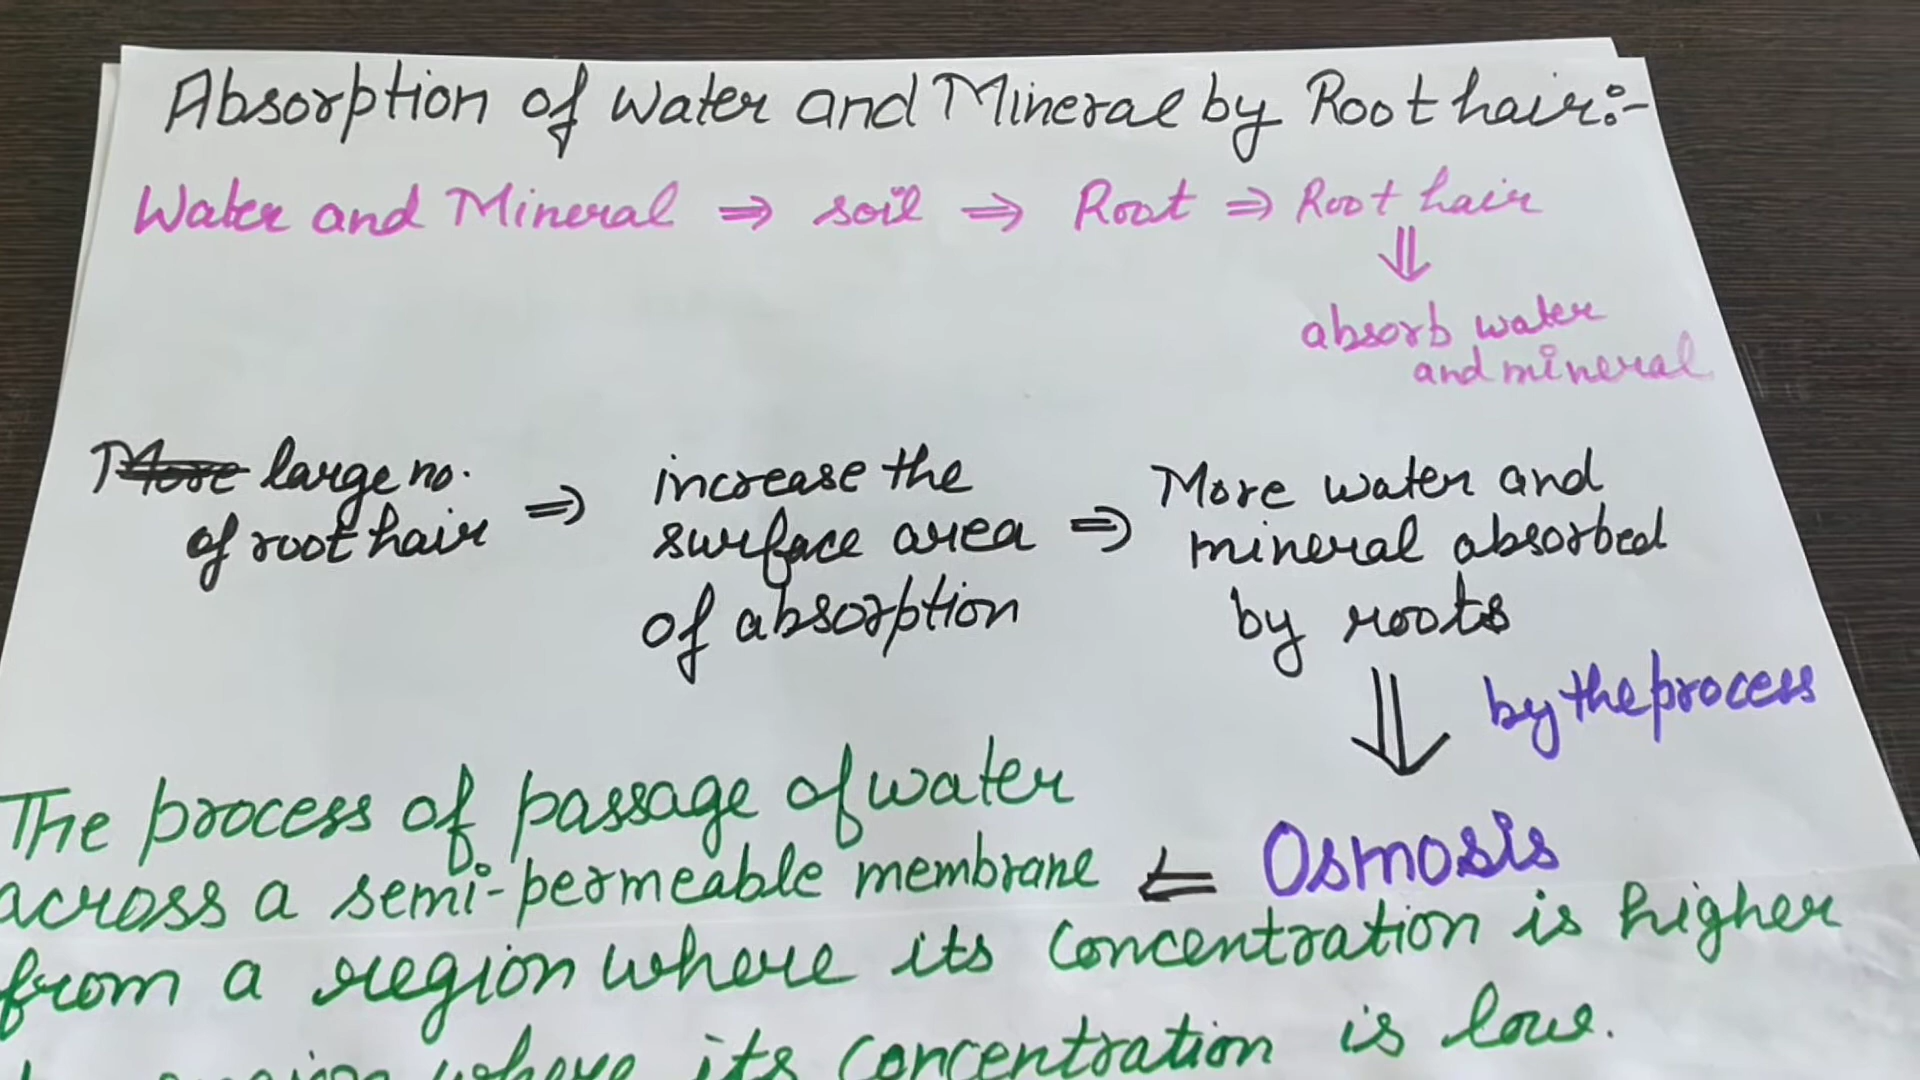 Absorption of water and Mineral by Root hair:-
Water and Mineral ⇒ soil ⇒ Root ⇒ Root hair
⇓
absorb water
and mineral
More large no.
of root hair ⇒
increase the
surface area ⇒
of absorption
More water and
mineral absorbed
by roots
⇓ by the process
Osmosis
⇐
The process of passage of water
across a semi-permeable membrane
from a region where its concentration is higher
region where its concentration is low.